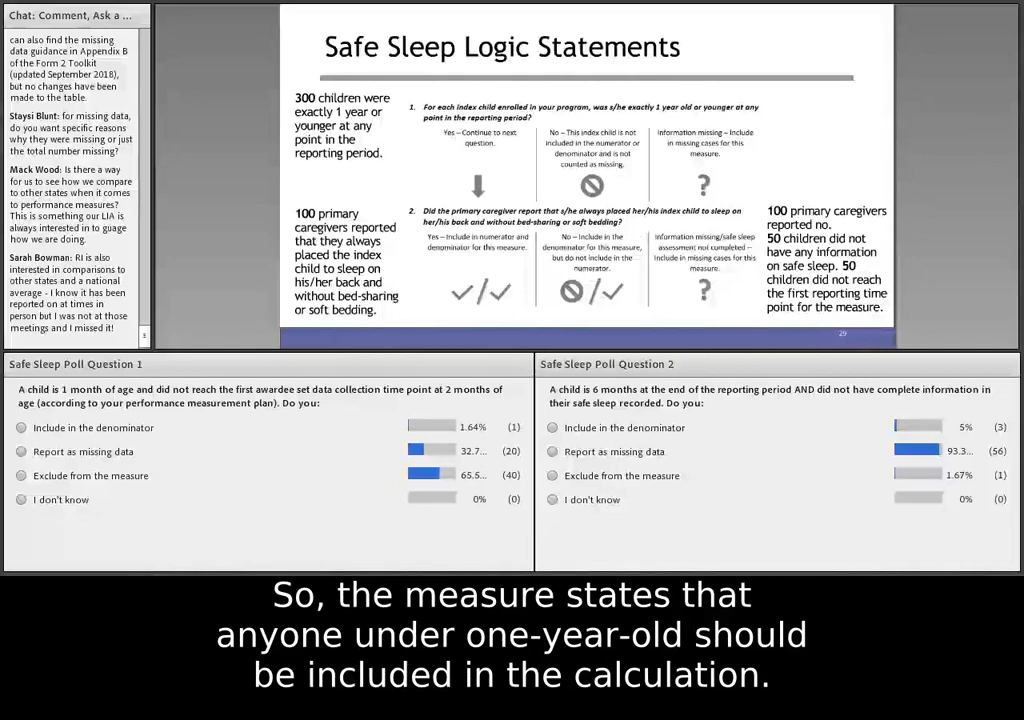 Chat: Comment, Ask a ...
can also find the missing
data guidance in Appendix B
of the Form 2 Toolkit
(updated September 2018),
but no changes have been
made to the table.
Staysi Blunt: for missing data,
do you want specific reasons
why they were missing or just
the total number missing?
Mack Wood: Is there a way
for us to see how we compare
to other states when it comes
to performance measures?
This is something our LIA is
always interested in to guage
how we are doing.
Sarah Bowman: RI is also
interested in comparisons to
other states and a national
average - I know it has been
reported on at times in
person but I was not at those
meetings and I missed it!
Safe Sleep Logic Statements
300 children were
exactly 1 year or
younger at any
point in the
reporting period.
1. For each index child enrolled in your program, was s/he exactly 1 year old or younger at any
point in the reporting period?
Yes – Continue to next
question.
No – This index child is not
included in the numerator or
denominator and is not
counted as missing.
Information missing – Include
in missing cases for this
measure.
?
100 primary
caregivers reported
that they always
placed the index
child to sleep on
his/her back and
without bed-sharing
or soft bedding.
2. Did the primary caregiver report that s/he always placed her/his index child to sleep on
her/his back and without bed-sharing or soft bedding?
Yes – Include in numerator and
denominator for this measure.
No – Include in the
denominator for this measure,
but do not include in the
numerator.
Information missing/safe sleep
assessment not completed –
Include in missing cases for this
measure.
?
100 primary caregivers
reported no.
50 children did not
have any information
on safe sleep. 50
children did not reach
the first reporting time
point for the measure.
29
Safe Sleep Poll Question 1
A child is 1 month of age and did not reach the first awardee set data collection time point at 2 months of
age (according to your performance measurement plan). Do you:
Include in the denominator 1.64% (1)
Report as missing data 32.7... (20)
Exclude from the measure 65.5... (40)
I don't know 0% (0)
Safe Sleep Poll Question 2
A child is 6 months at the end of the reporting period AND did not have complete information in
their safe sleep recorded. Do you:
Include in the denominator 5% (3)
Report as missing data 93.3... (56)
Exclude from the measure 1.67% (1)
I don't know 0% (0)
So, the measure states that
anyone under one-year-old should
be included in the calculation.